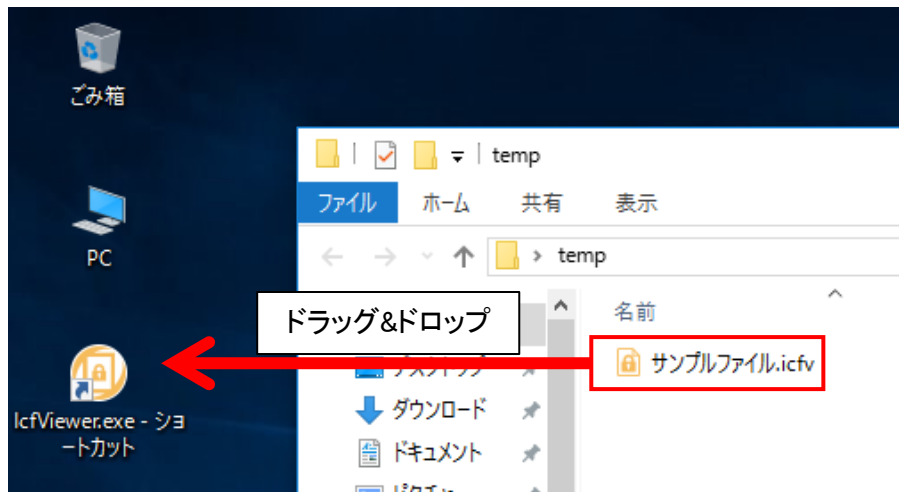 ごみ箱
PC
IcfViewer.exe - ショ
ートカット
temp
ファイル
ホーム
共有
表示
temp
名前
ドラッグ&ドロップ
サンプルファイル.icfv
ダウンロード
ドキュメント